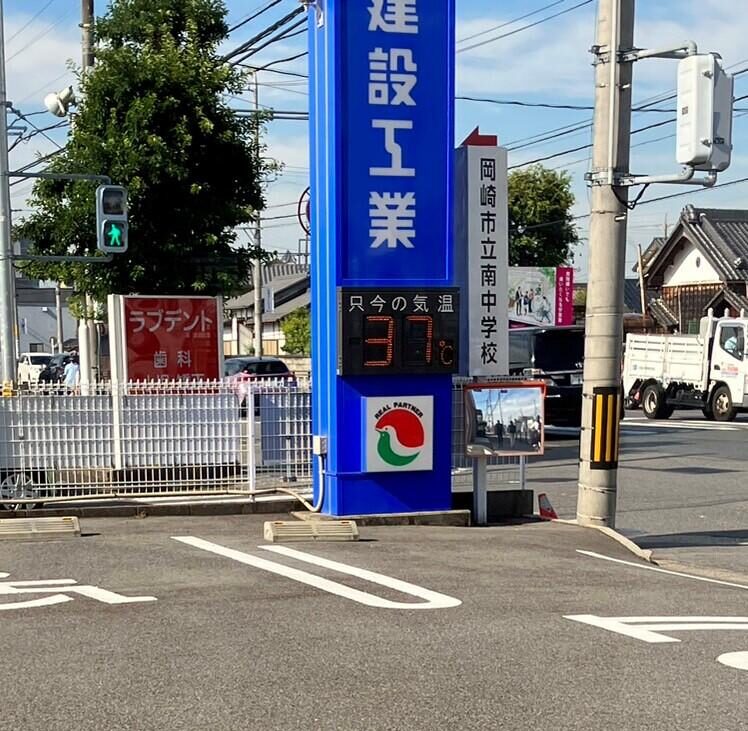 建設工業
岡崎市立南中学校
只今の気温
37℃
ラブデント
歯科
REAL PARTNER